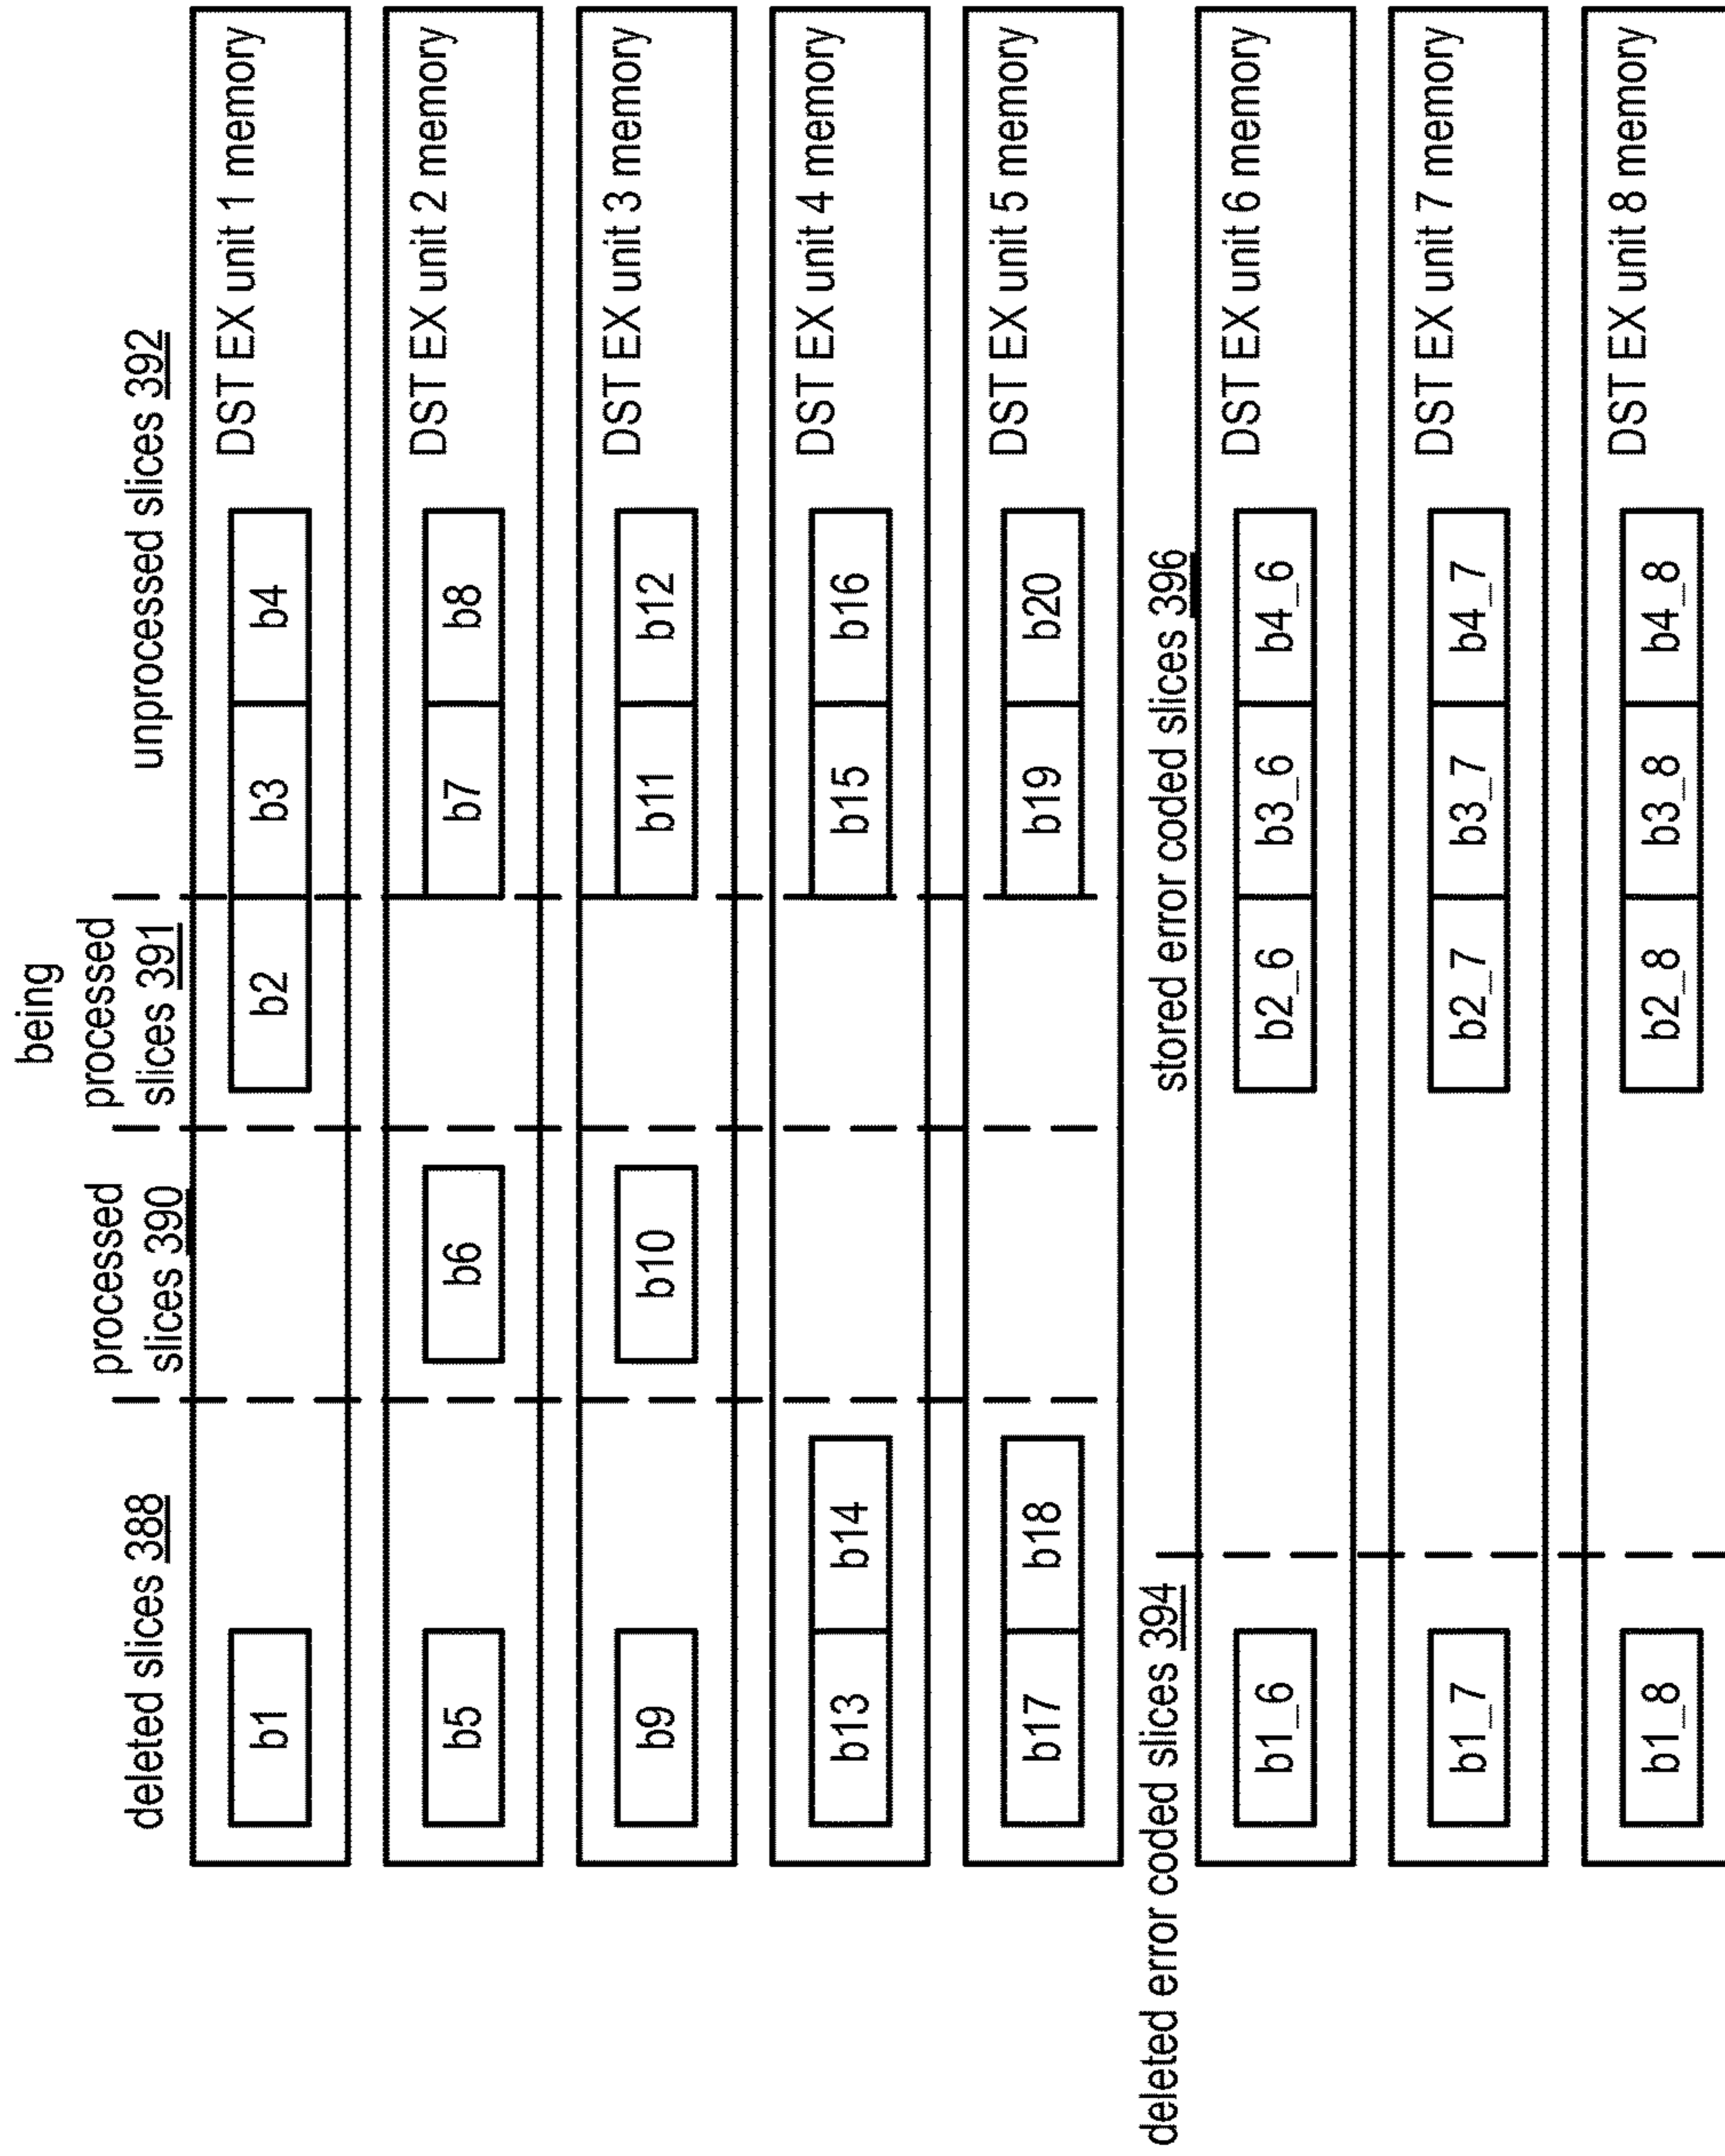 deleted slices 388
processed
slices 390
being
processed
slices 391
unprocessed slices 392
b1
b2
b3
b4
DST EX unit 1 memory
b5
b6
b7
b8
DST EX unit 2 memory
b9
b10
b11
b12
DST EX unit 3 memory
b13
b14
b15
b16
DST EX unit 4 memory
b17
b18
b19
b20
DST EX unit 5 memory
deleted error coded slices 394
stored error coded slices 396
b1_6
b2_6
b3_6
b4_6
DST EX unit 6 memory
b1_7
b2_7
b3_7
b4_7
DST EX unit 7 memory
b1_8
b2_8
b3_8
b4_8
DST EX unit 8 memory